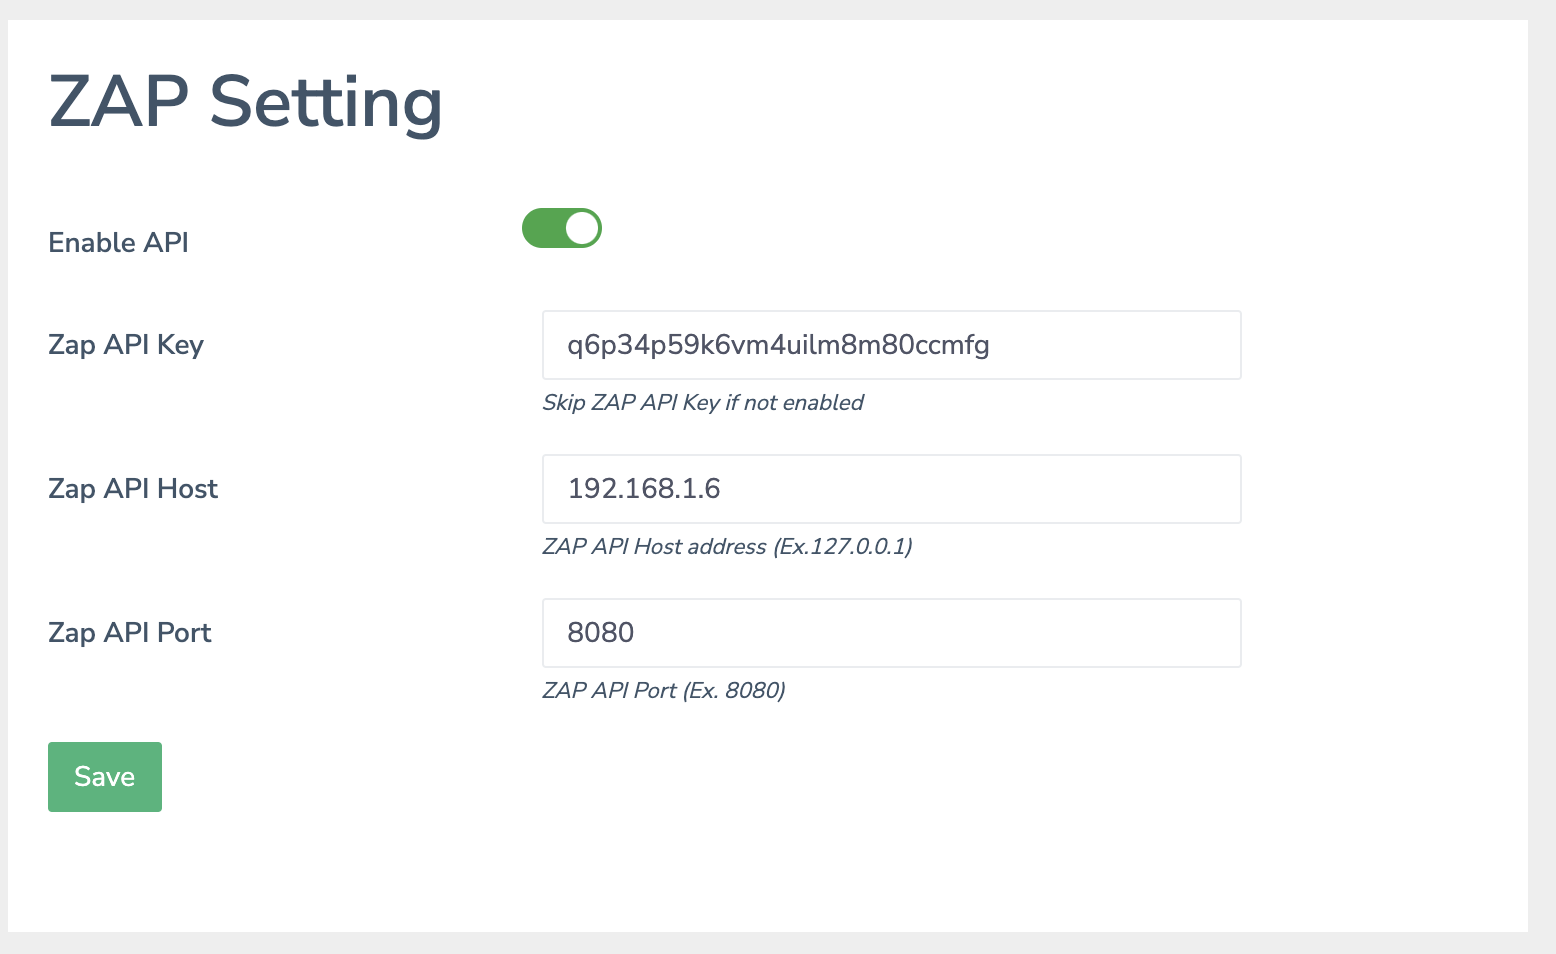 ZAP Setting
Enable API
Zap API Key
q6p34p59k6vm4uilm8m80ccmfg
Skip ZAP API Key if not enabled
Zap API Host
192.168.1.6
ZAP API Host address (Ex.127.0.0.1)
Zap API Port
8080
ZAP API Port (Ex. 8080)
Save